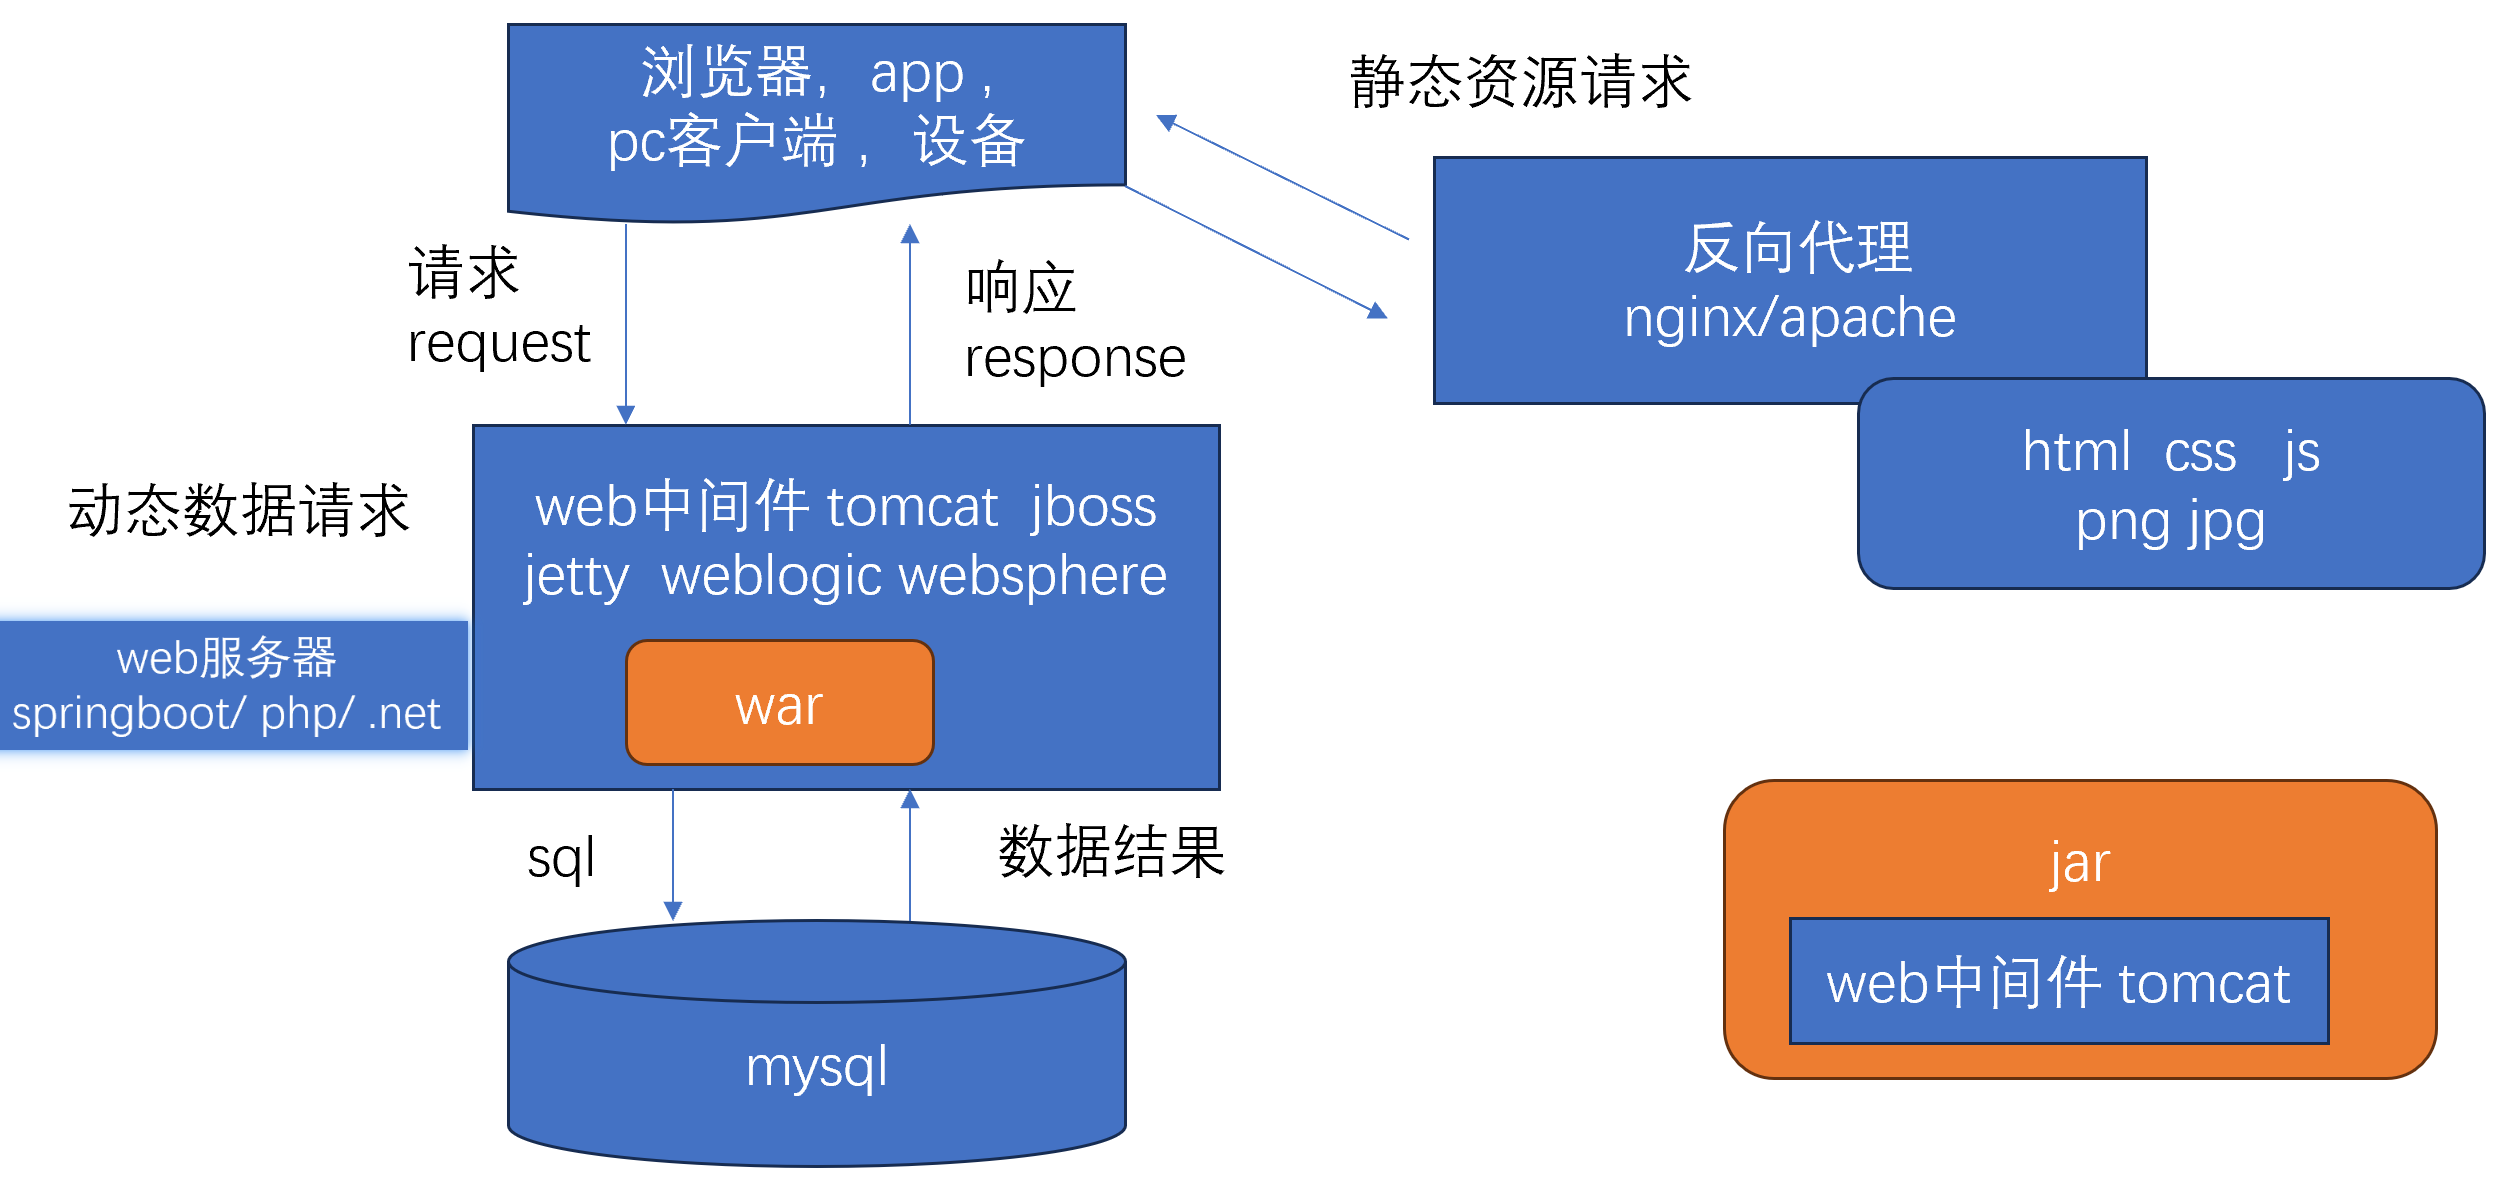 浏览器， app ，
pc客户端 ， 设备
静态资源请求
请求
request
响应
response
反向代理
nginx/apache
html css js
png jpg
动态数据请求
web中间件 tomcat jboss
jetty weblogic websphere
web服务器
springboot/ php/ .net
war
sql
数据结果
mysql
jar
web中间件 tomcat